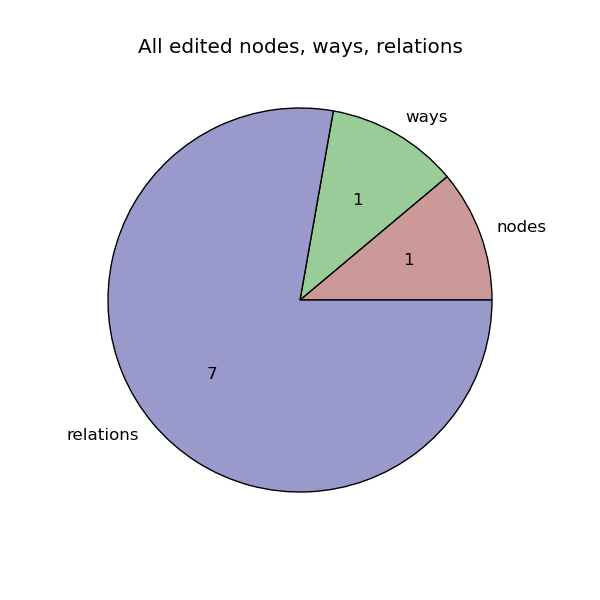 All edited nodes, ways, relations
ways
1
nodes
1
7
relations